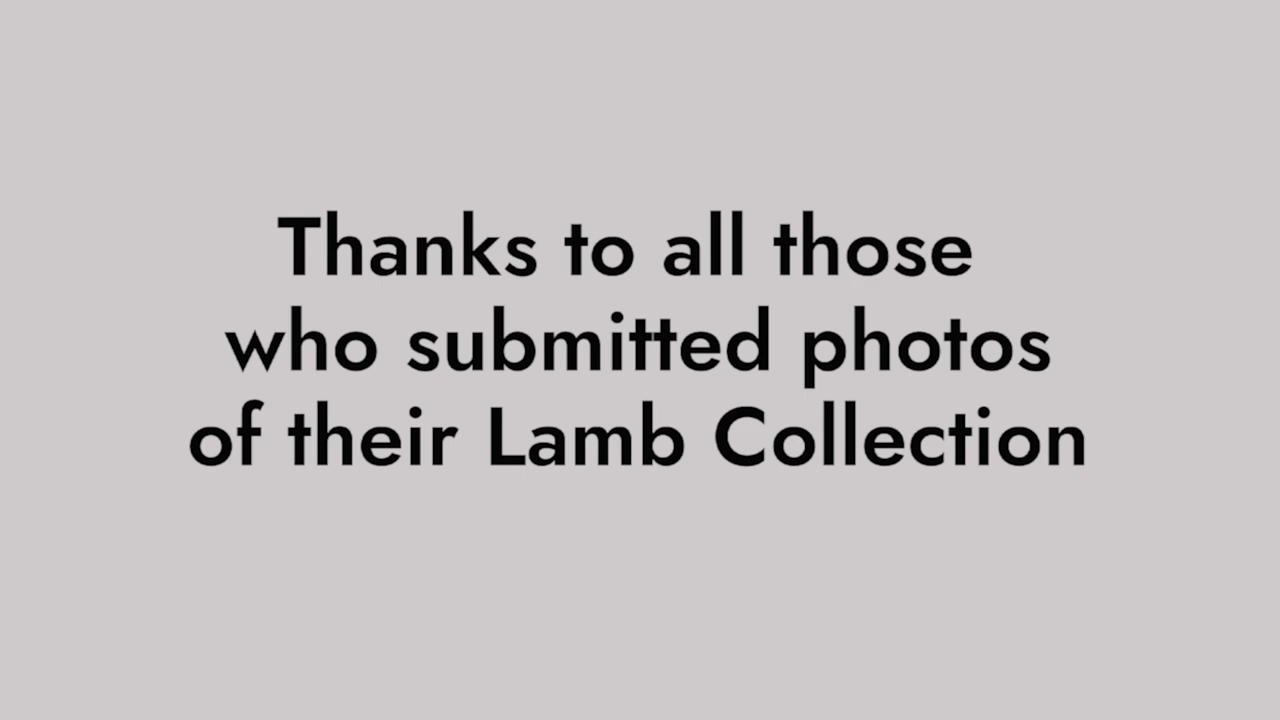 Thanks to all those
who submitted photos
of their Lamb Collection